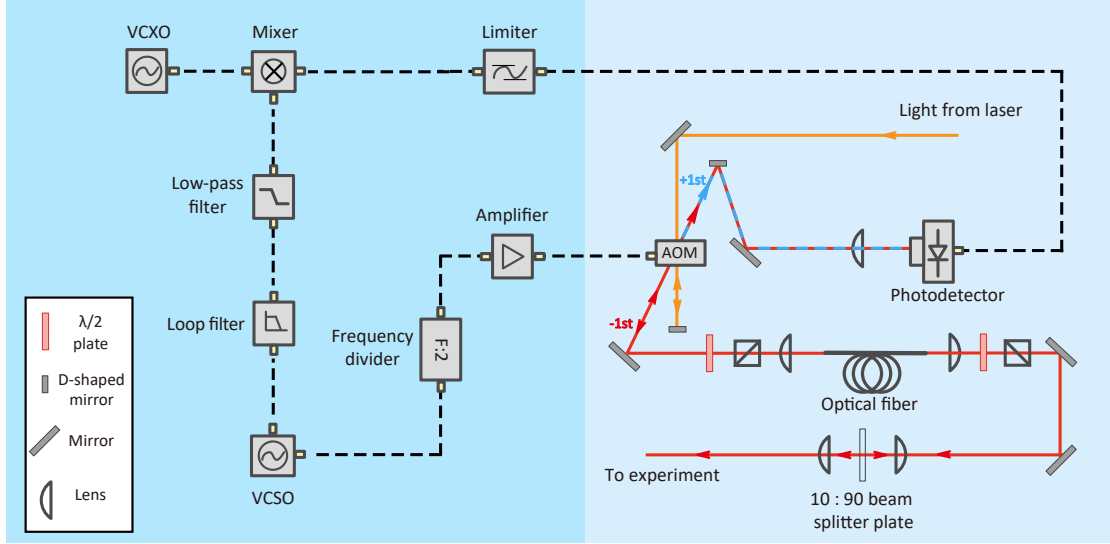 VCXO
Mixer
Limiter
Light from laser
+1st
Low-pass
filter
Amplifier
AOM
Photodetector
-1st
Loop filter
Frequency
divider
F:2
λ/2
plate
D-shaped
mirror
Mirror
Lens
Optical fiber
VCSO
To experiment
10 : 90 beam
splitter plate